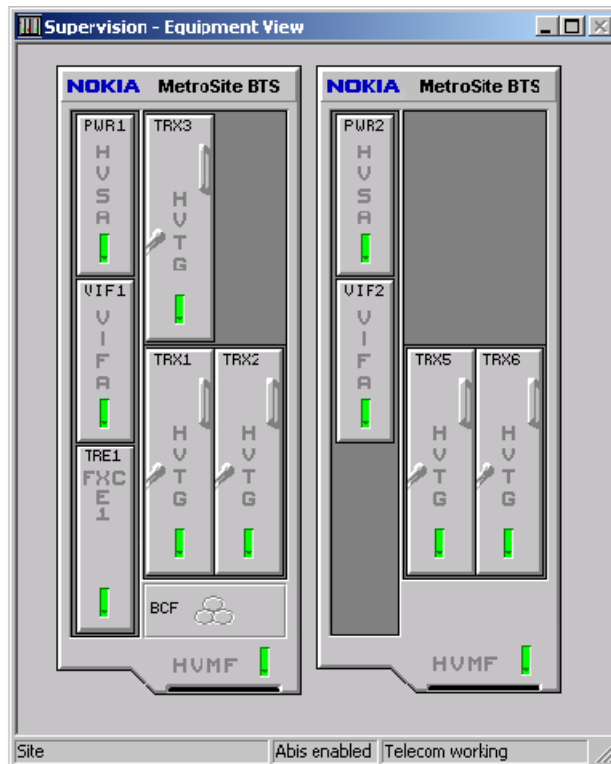 Supervision - Equipment View
NOKIA MetroSite BTS
PWR1
HVSA
TRX3
HVTG
VIF1
VIFA
TRX1
HVTG
TRX2
HVTG
TRE1
FXC
E1
BCF
HVMF
NOKIA MetroSite BTS
PWR2
HVSA
VIF2
VIFA
TRX5
HVTG
TRX6
HVTG
HVMF
Site
Abis enabled
Telecom working